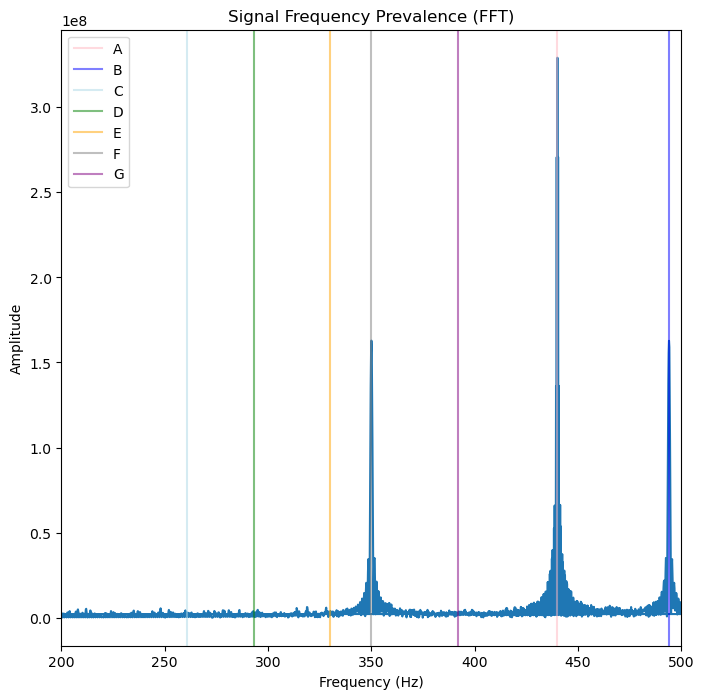 Signal Frequency Prevalence (FFT)
1e8
A
B
C
D
E
F
G
3.0
2.5
2.0
1.5
1.0
0.5
0.0
Amplitude
200 250 300 350 400 450 500
Frequency (Hz)